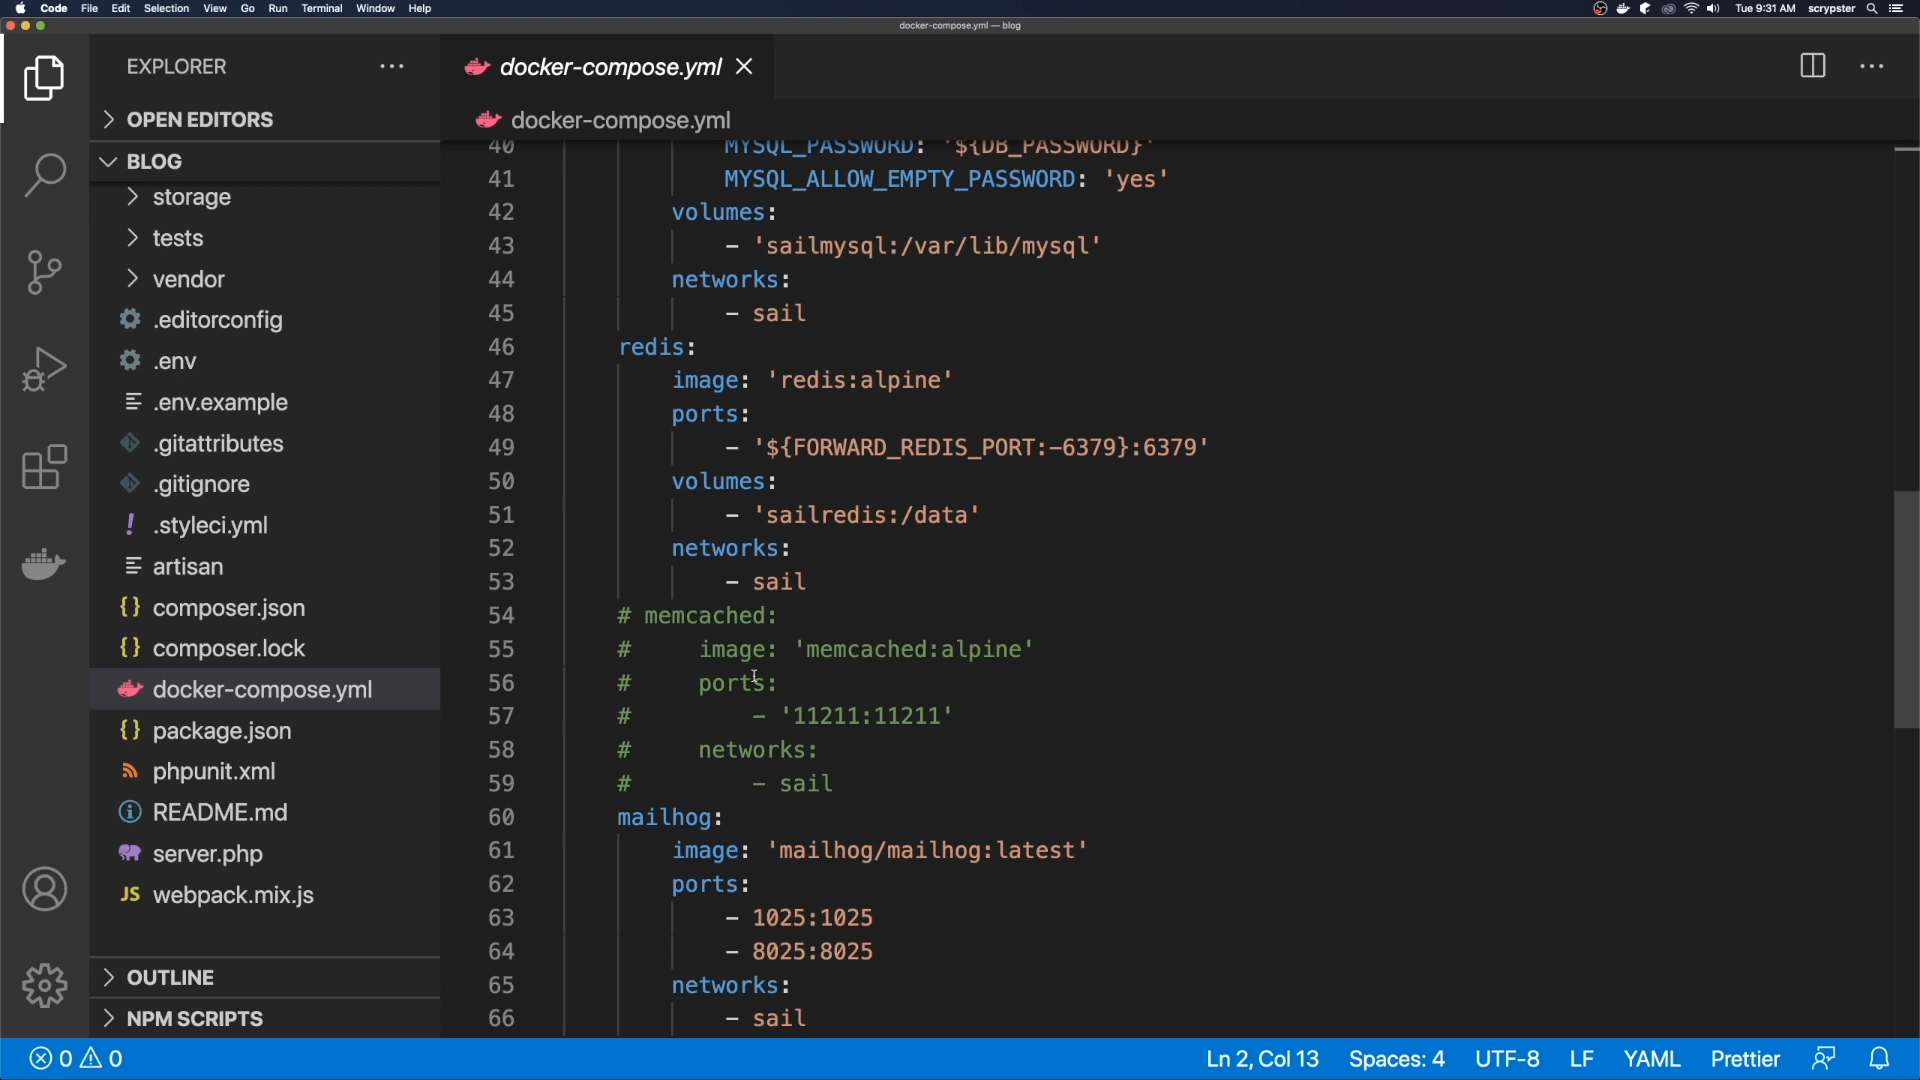 Code File Edit Selection View Go Run Terminal Window Help
Tue 9:31 AM scrypster
docker-compose.yml — blog
EXPLORER
OPEN EDITORS
BLOG
storage
tests
vendor
.editorconfig
.env
.env.example
.gitattributes
.gitignore
.styleci.yml
artisan
composer.json
composer.lock
docker-compose.yml
package.json
phpunit.xml
README.md
server.php
JS webpack.mix.js
OUTLINE
NPM SCRIPTS
docker-compose.yml
docker-compose.yml
40 MYSQL_PASSWORD: '${DB_PASSWORD}'
41 MYSQL_ALLOW_EMPTY_PASSWORD: 'yes'
42 volumes:
43 - 'sailmysql:/var/lib/mysql'
44 networks:
45 - sail
46 redis:
47 image: 'redis:alpine'
48 ports:
49 - '${FORWARD_REDIS_PORT:-6379}:6379'
50 volumes:
51 - 'sailredis:/data'
52 networks:
53 - sail
54 # memcached:
55 # image: 'memcached:alpine'
56 # ports:
57 # - '11211:11211'
58 # networks:
59 # - sail
60 mailhog:
61 image: 'mailhog/mailhog:latest'
62 ports:
63 - 1025:1025
64 - 8025:8025
65 networks:
66 - sail
0 0
Ln 2, Col 13 Spaces: 4 UTF-8 LF YAML Prettier